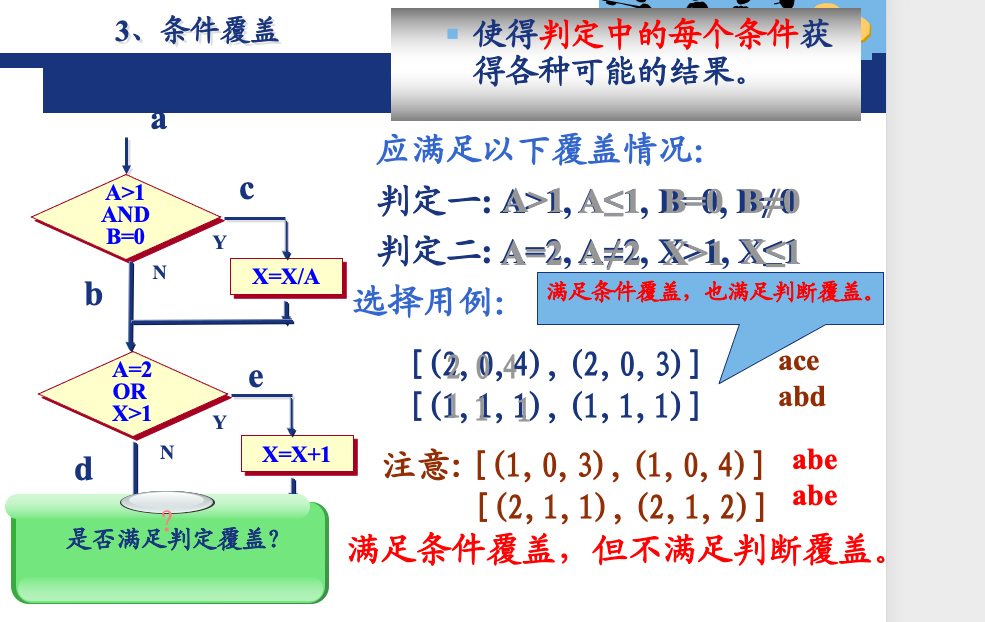 3、条件覆盖
使得判定中的每个条件获
得各种可能的结果。
a
A>1
AND
B=0
c
Y
N
X=X/A
b
A=2
OR
X>1
e
Y
N
X=X+1
d
?
是否满足判定覆盖?
应满足以下覆盖情况:
判定一: A>1, A≤1, B=0, B≠0
判定二: A=2, A≠2, X>1, X≤1
选择用例:
满足条件覆盖，也满足判断覆盖。
[(2,0,4),(2,0,3)] ace
[(1,1,1),(1,1,1)] abd
注意:[(1,0,3),(1,0,4)] abe
[(2,1,1),(2,1,2)] abe
满足条件覆盖，但不满足判断覆盖。